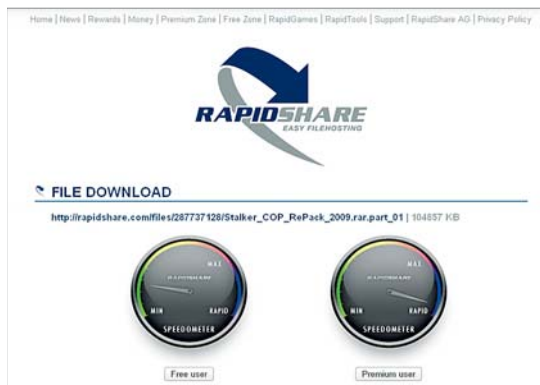 Home | News | Rewards | Money | Premium Zone | Free Zone | RapidGames | RapidTools | Support | RapidShare AG | Privacy Policy
RAPIDSHARE
EASY FILEHOSTING
FILE DOWNLOAD
http://rapidshare.com/files/287737128/Stalker_COP_RePack_2009.rar.part_01 | 104857 KB
MAX
RAPIDSHARE
MIN RAPID
SPEEDOMETER
MAX
RAPIDSHARE
MIN RAPID
SPEEDOMETER
Free user
Premium user